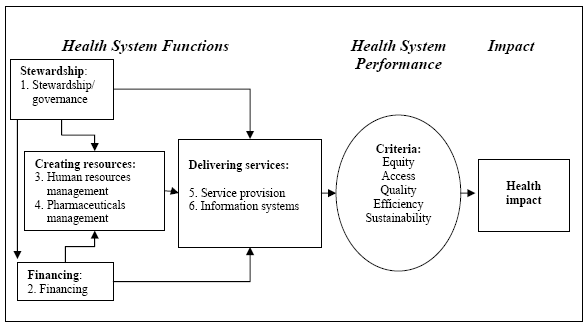 Health System Functions
Health System
Performance
Impact
Stewardship:
1. Stewardship/
governance
Creating resources:
3. Human resources
management
4. Pharmaceuticals
management
Delivering services:
5. Service provision
6. Information systems
Criteria:
Equity
Access
Quality
Efficiency
Sustainability
Health
impact
Financing:
2. Financing